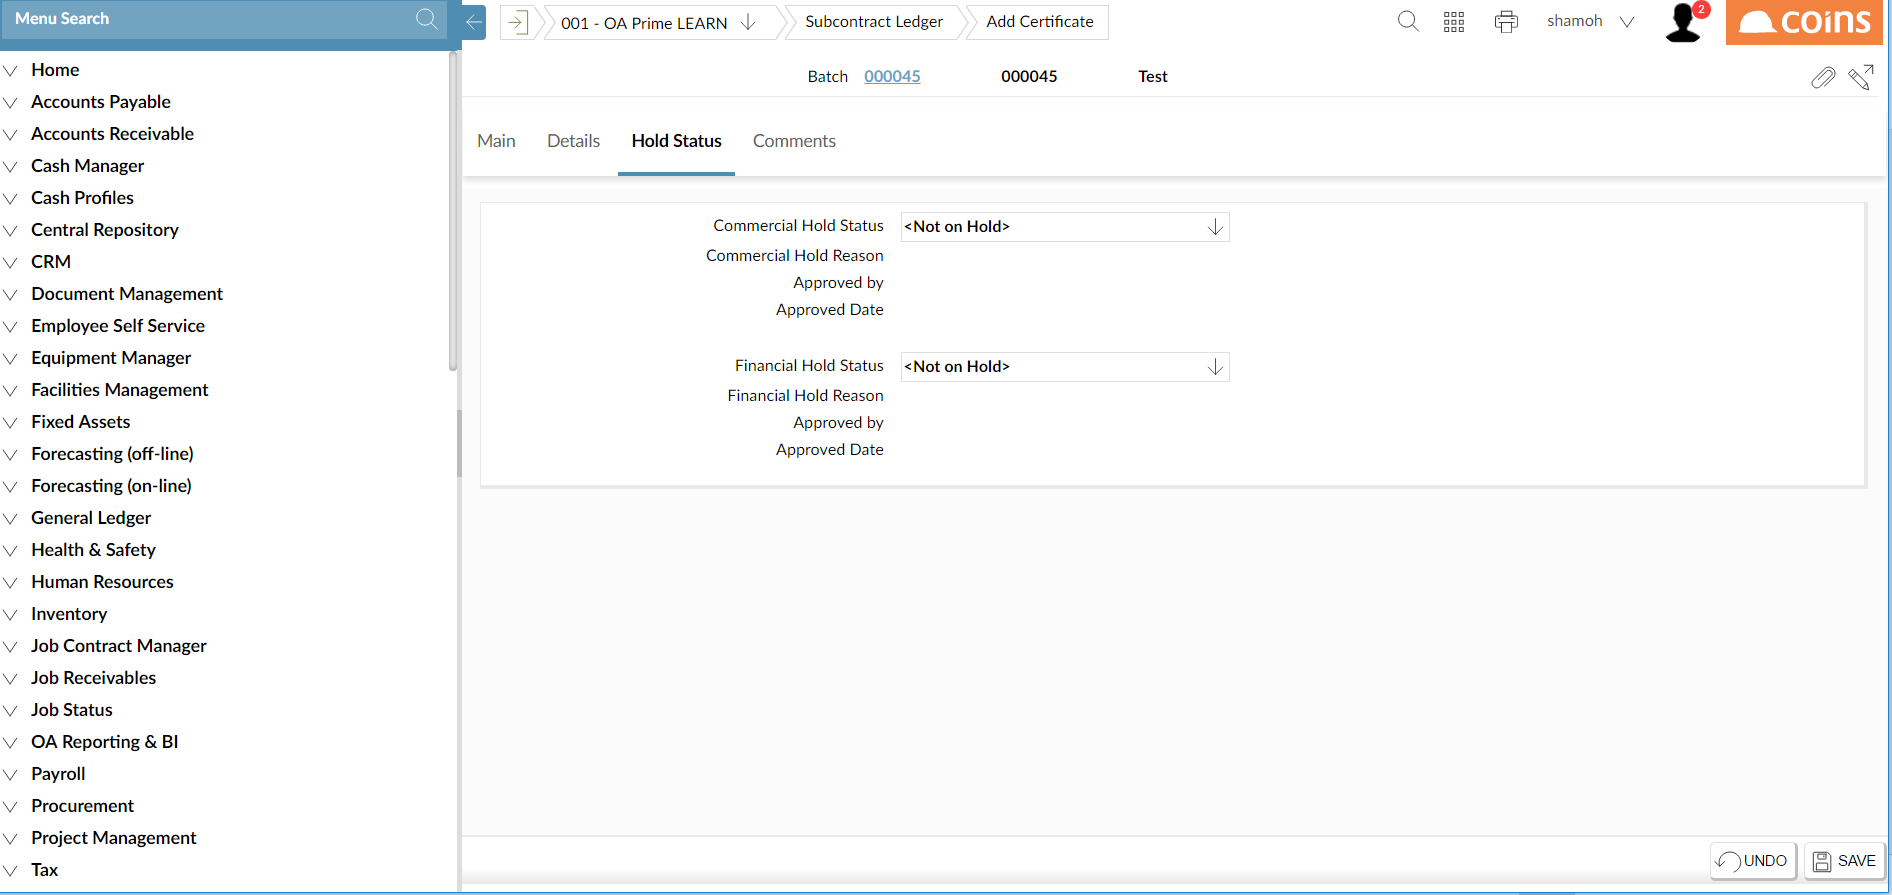 Menu Search
001 - OA Prime LEARN
Subcontract Ledger
Add Certificate
shamoh
2
coins
Batch 000045 000045 Test
Main Details Hold Status Comments
Home
Accounts Payable
Accounts Receivable
Cash Manager
Cash Profiles
Central Repository
CRM
Document Management
Employee Self Service
Equipment Manager
Facilities Management
Fixed Assets
Forecasting (off-line)
Forecasting (on-line)
General Ledger
Health & Safety
Human Resources
Inventory
Job Contract Manager
Job Receivables
Job Status
OA Reporting & BI
Payroll
Procurement
Project Management
Tax
Commercial Hold Status <Not on Hold>
Commercial Hold Reason
Approved by
Approved Date
Financial Hold Status <Not on Hold>
Financial Hold Reason
Approved by
Approved Date
UNDO
SAVE